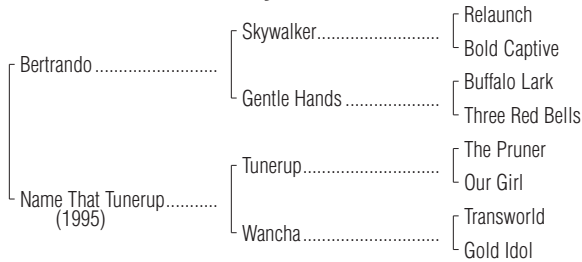 Relaunch
Skywalker
Bold Captive
Bertrando
Buffalo Lark
Gentle Hands
Three Red Bells
The Pruner
Tunerup
Our Girl
Name That Tunerup
(1995)
Transworld
Wancha
Gold Idol